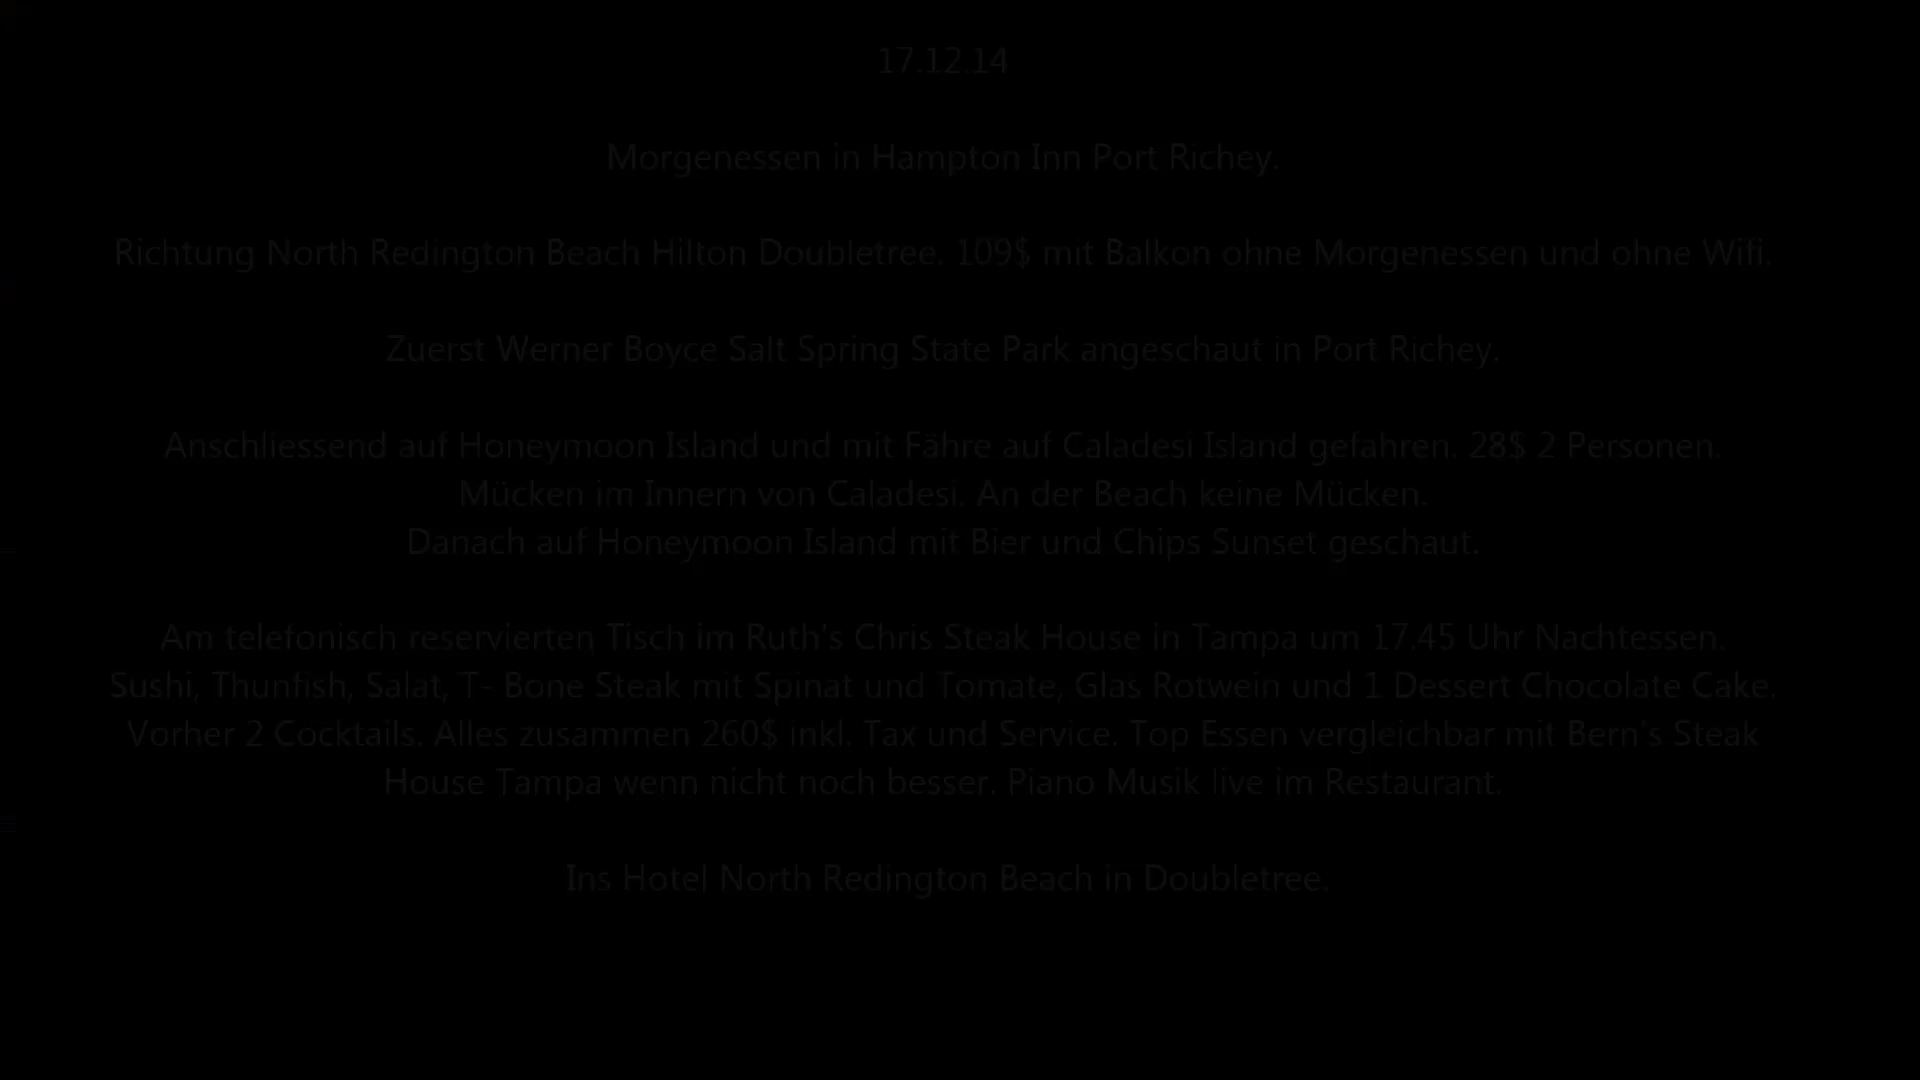 17.12.14
Morgenessen in Hampton Inn Port Richey.
Richtung North Redington Beach Hilton Doubletree. 109$ mit Balkon ohne Morgenessen und ohne Wifi.
Zuerst Werner Boyce Salt Spring State Park angeschaut in Port Richey.
Anschliessend auf Honeymoon Island und mit Fähre auf Caladesi Island gefahren. 28$ 2 Personen.
Mücken im Innern von Caladesi. An der Beach keine Mücken.
Danach auf Honeymoon Island mit Bier und Chips Sunset geschaut.
Am telefonisch reservierten Tisch im Ruth's Chris Steak House in Tampa um 17.45 Uhr Nachtessen.
Sushi, Thunfish, Salat, T- Bone Steak mit Spinat und Tomate, Glas Rotwein und 1 Dessert Chocolate Cake.
Vorher 2 Cocktails. Alles zusammen 260$ inkl. Tax und Service. Top Essen vergleichbar mit Bern's Steak
House Tampa wenn nicht noch besser. Piano Musik live im Restaurant.
Ins Hotel North Redington Beach in Doubletree.